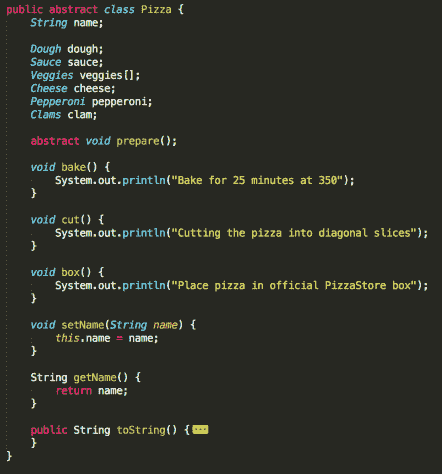 public abstract class Pizza {
String name;
Dough dough;
Sauce sauce;
Veggies veggies[];
Cheese cheese;
Pepperoni pepperoni;
Clams clam;
abstract void prepare();
void bake() {
System.out.println("Bake for 25 minutes at 350");
}
void cut() {
System.out.println("Cutting the pizza into diagonal slices");
}
void box() {
System.out.println("Place pizza in official PizzaStore box");
}
void setName(String name) {
this.name = name;
}
String getName() {
return name;
}
public String toString() {...
}
}